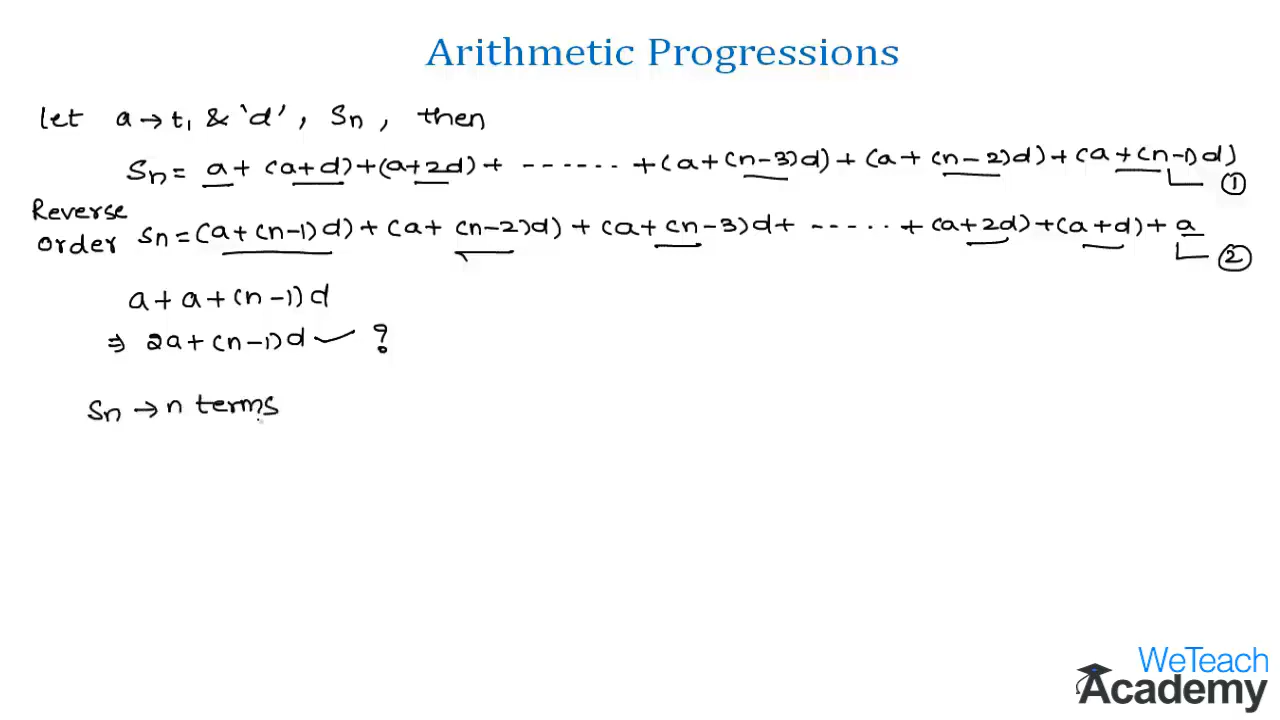 Arithmetic Progressions
let a → t₁ & 'd', Sn, then
Sn = a + (a+d) + (a+2d) + ------ + (a+(n-3)d) + (a+(n-2)d) + (a+(n-1)d) ①
Reverse order Sn = (a+(n-1)d) + (a+(n-2)d) + (a+(n-3)d + ------ + (a+2d) + (a+d) + a ②
a + a + (n-1)d
⇒ 2a + (n-1)d ✓ ?
Sn → n terms
WeTeach
Academy